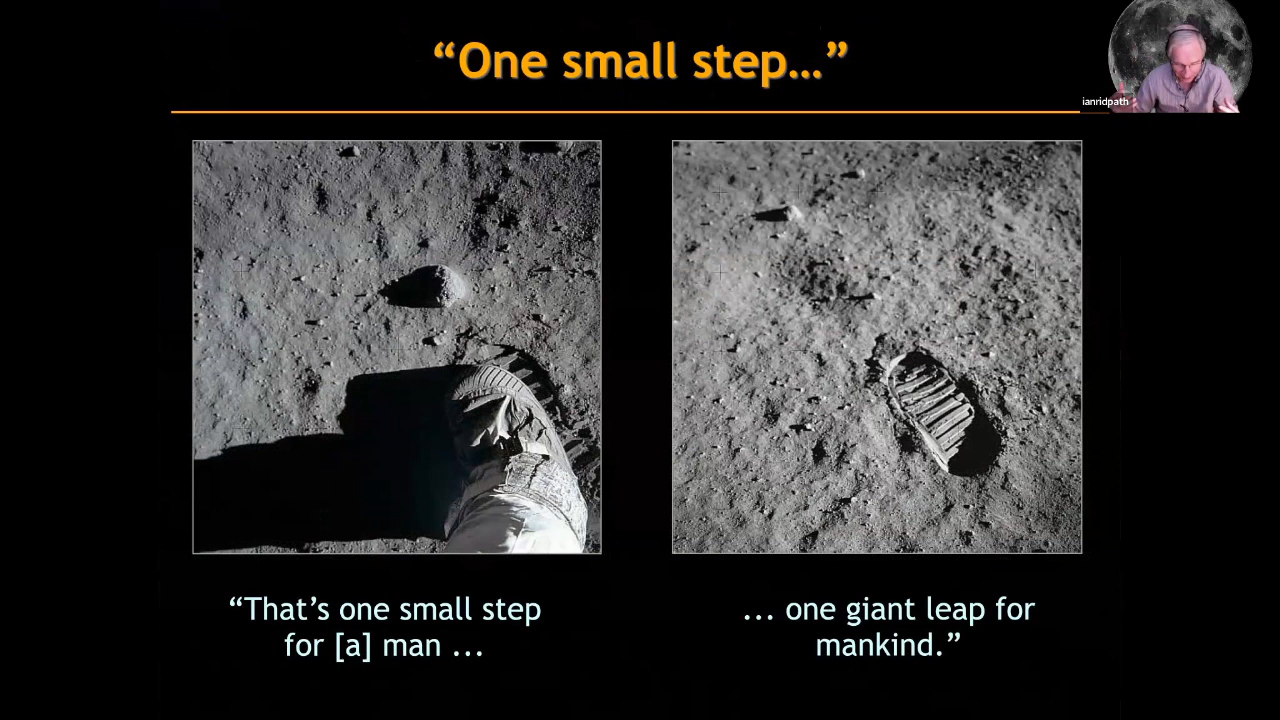 “One small step…”
ianridpath
“That’s one small step
for [a] man ...
... one giant leap for
mankind.”